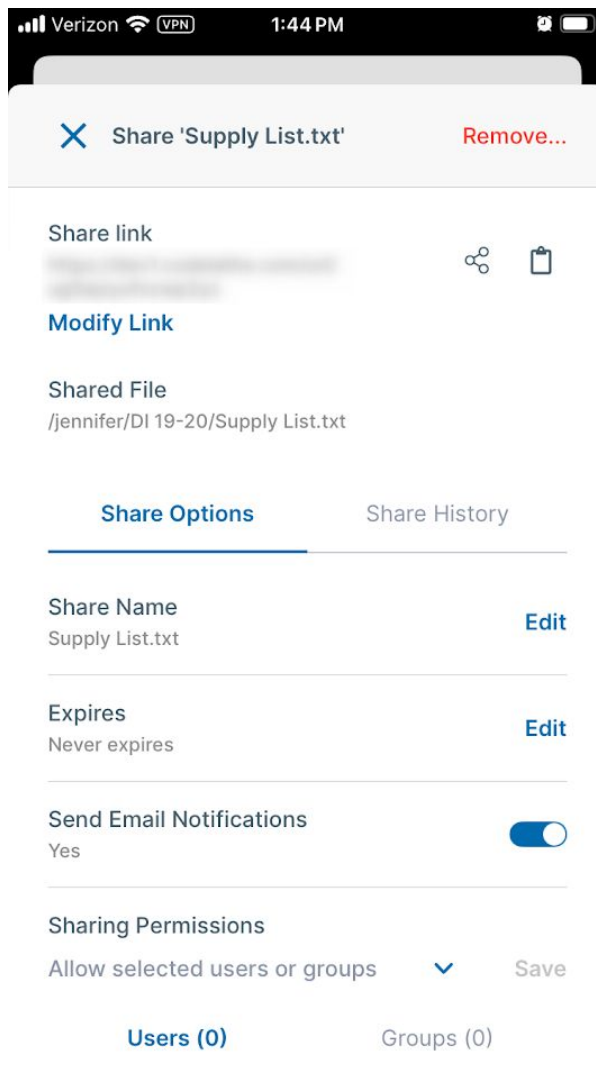 Verizon VPN 1:44 PM
Share 'Supply List.txt' Remove...
Share link
Modify Link
Shared File
/jennifer/DI 19-20/Supply List.txt
Share Options Share History
Share Name
Edit
Supply List.txt
Expires
Edit
Never expires
Send Email Notifications
Yes
Sharing Permissions
Allow selected users or groups Save
Users (0) Groups (0)